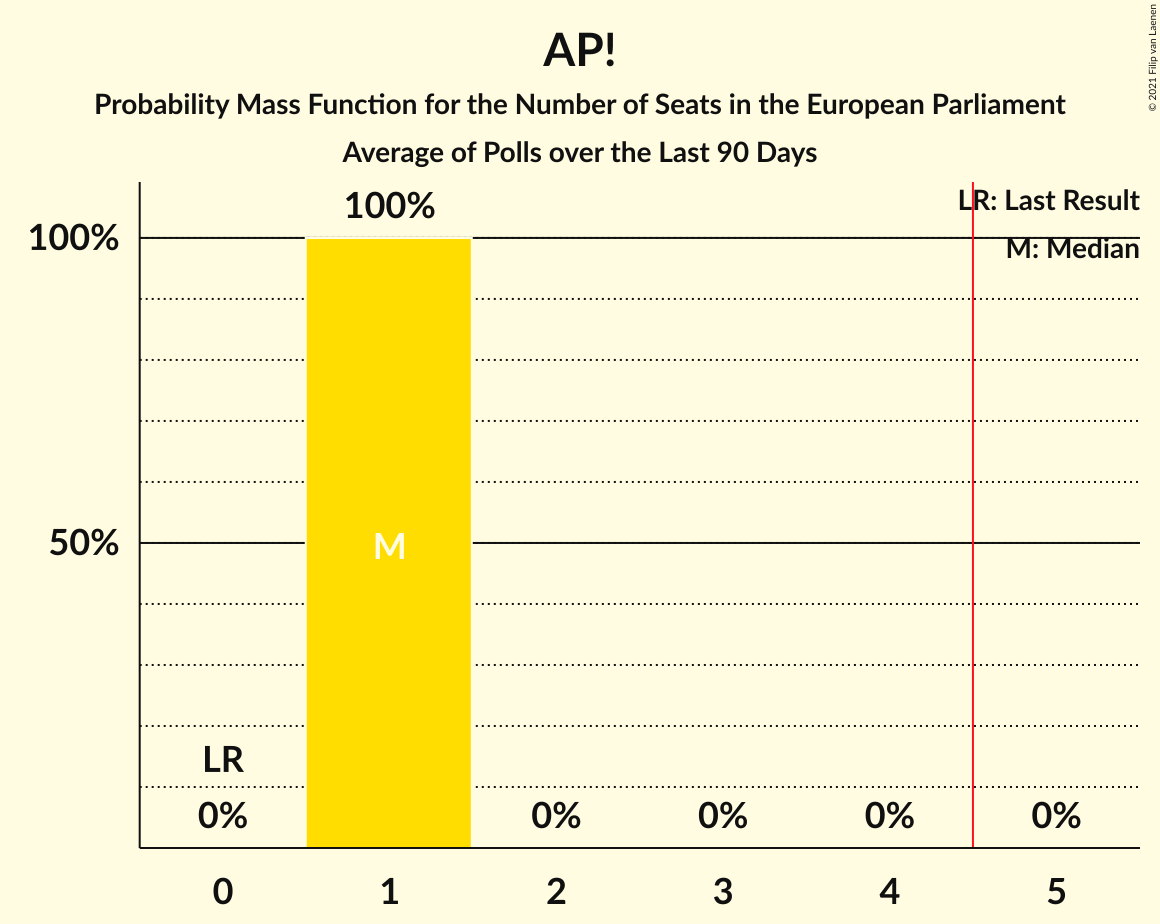 AP!
Probability Mass Function for the Number of Seats in the European Parliament
Average of Polls over the Last 90 Days
© 2021 Filip van Laenen
LR: Last Result
M: Median
100%
100%
50%
M
LR
0%
0%
0%
0%
0%
0
1
2
3
4
5